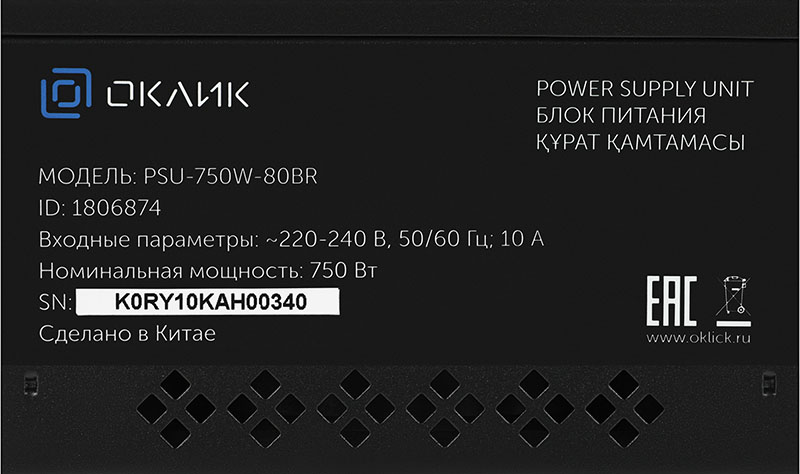 ОКЛИК
POWER SUPPLY UNIT
БЛОК ПИТАНИЯ
ҚҰРАТ ҚАМТАМАСЫ
МОДЕЛЬ: PSU-750W-80BR
ID: 1806874
Входные параметры: ~220-240 В, 50/60 Гц; 10 А
Номинальная мощность: 750 Вт
SN: K0RY10KAH00340
Сделано в Китае
EAC
www.oklick.ru